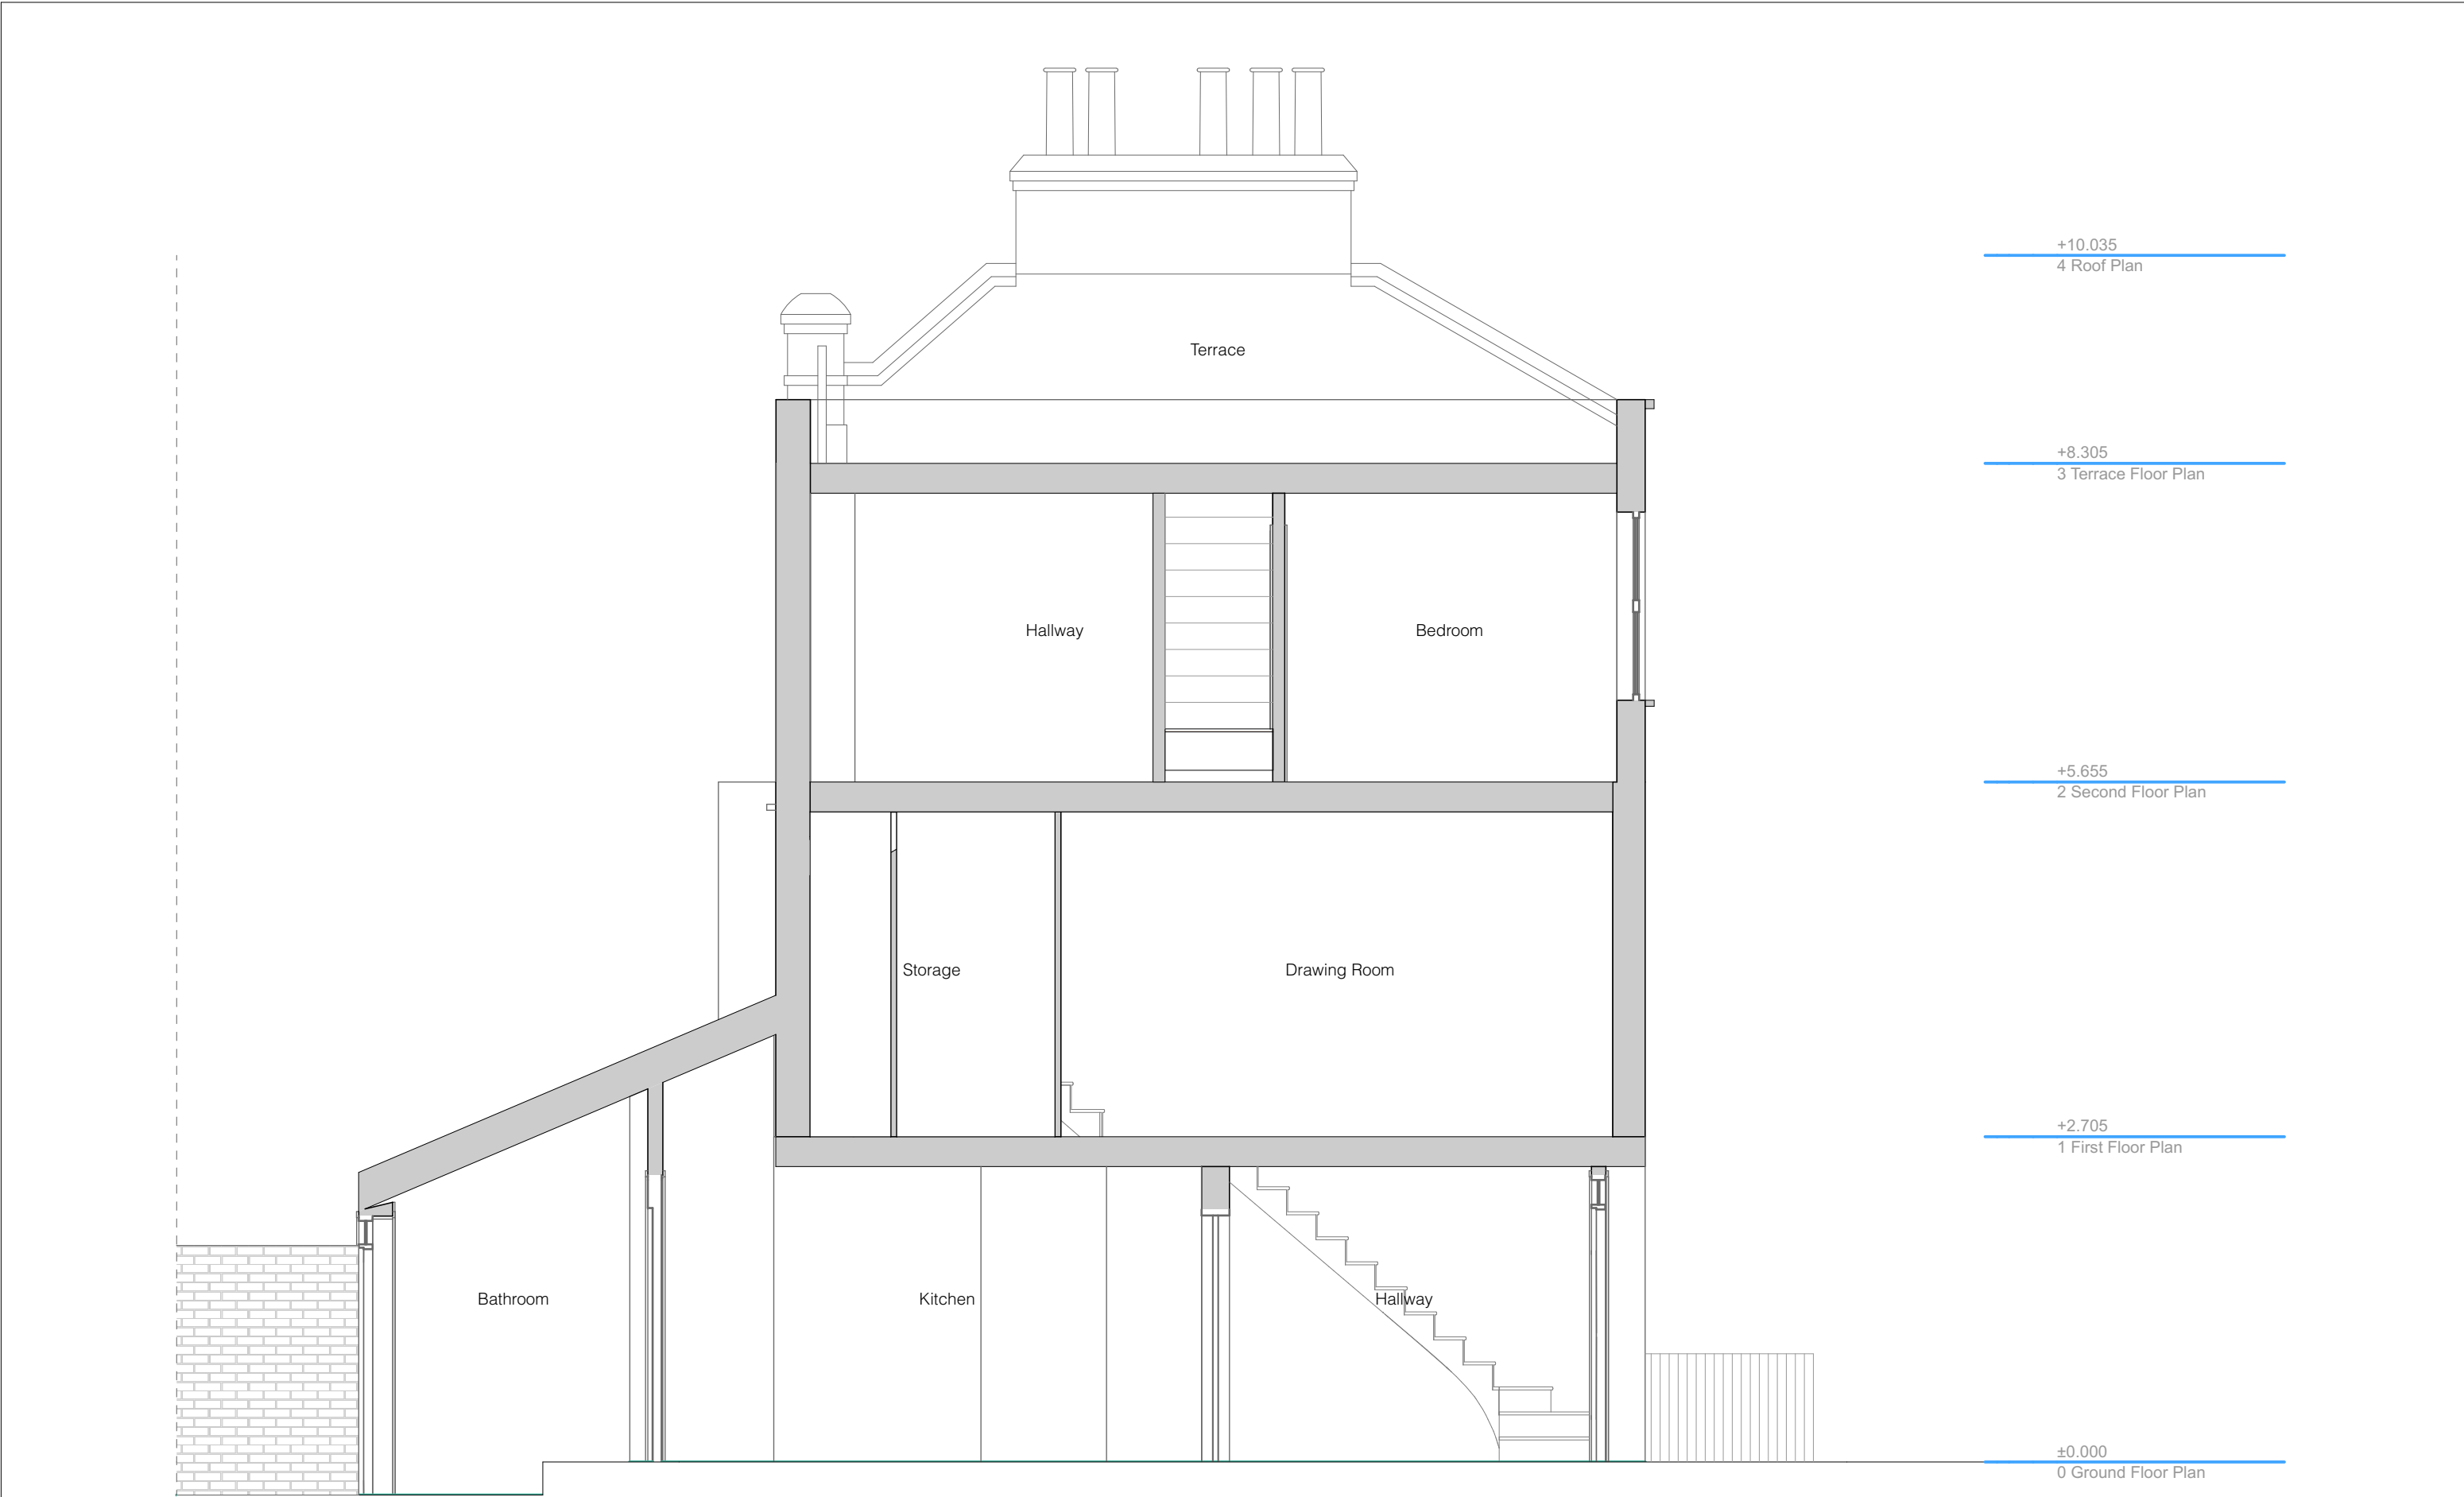 +10.035
4 Roof Plan
Terrace
+8.305
3 Terrace Floor Plan
Hallway
Bedroom
+5.655
2 Second Floor Plan
Storage
Drawing Room
+2.705
1 First Floor Plan
Bathroom
Kitchen
Hallway
±0.000
0 Ground Floor Plan